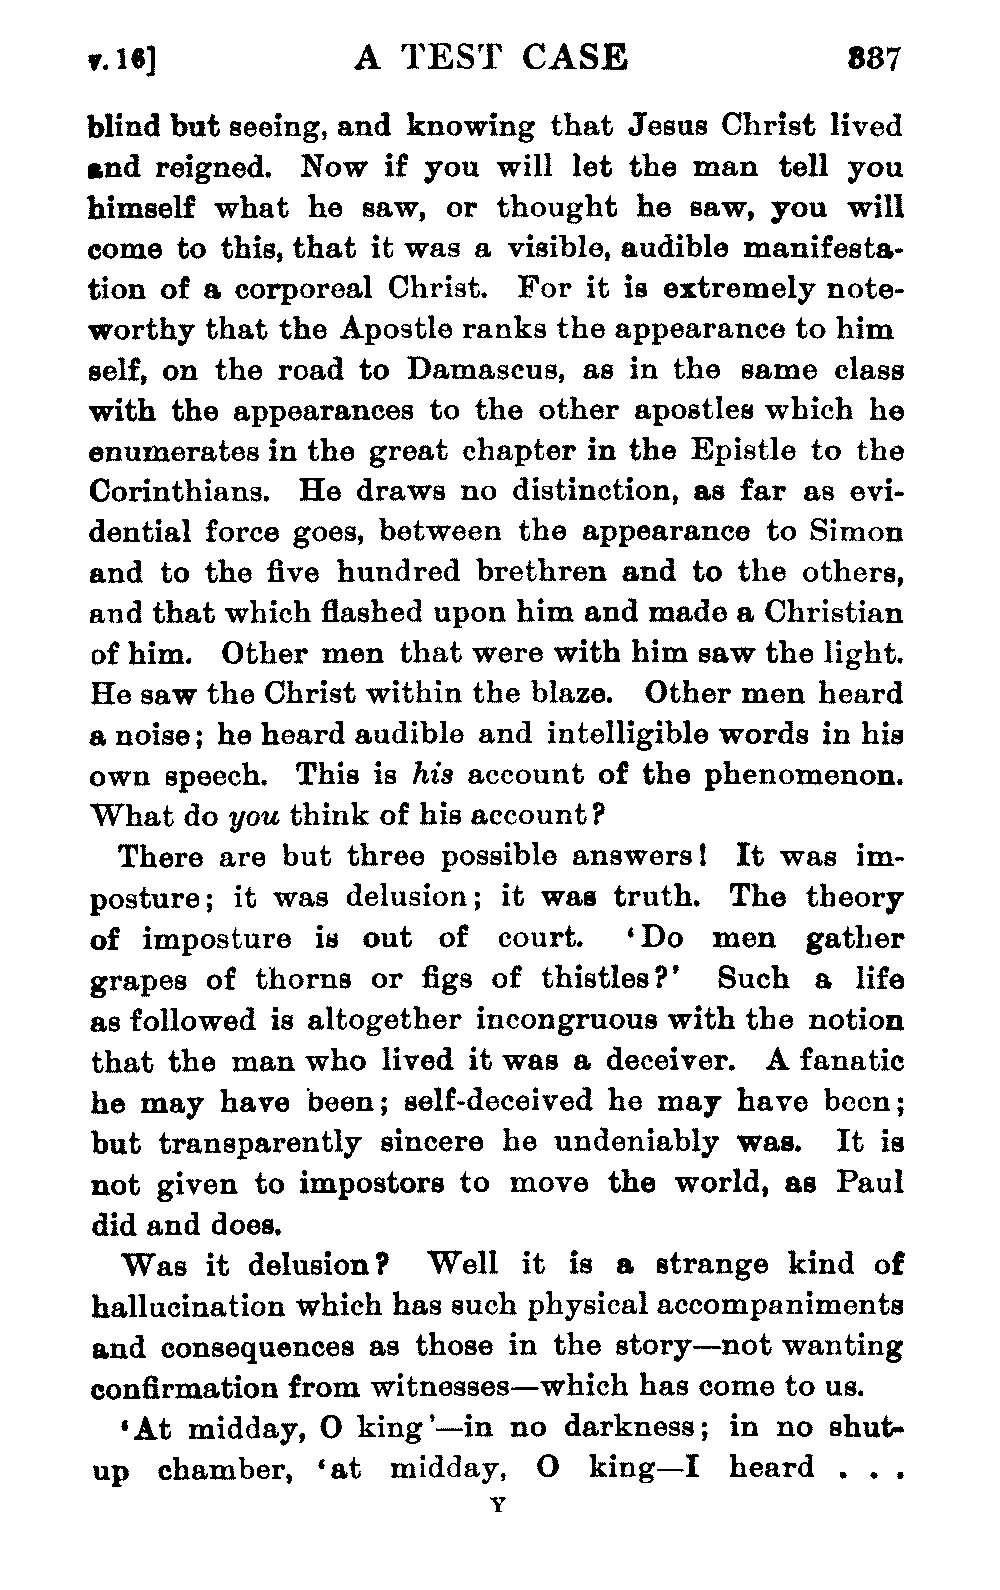 v. 16] A TEST CASE 337
blind but seeing, and knowing that Jesus Christ lived
and reigned. Now if you will let the man tell you
himself what he saw, or thought he saw, you will
come to this, that it was a visible, audible manifesta-
tion of a corporeal Christ. For it is extremely note-
worthy that the Apostle ranks the appearance to him
self, on the road to Damascus, as in the same class
with the appearances to the other apostles which he
enumerates in the great chapter in the Epistle to the
Corinthians. He draws no distinction, as far as evi-
dential force goes, between the appearance to Simon
and to the five hundred brethren and to the others,
and that which flashed upon him and made a Christian
of him. Other men that were with him saw the light.
He saw the Christ within the blaze. Other men heard
a noise; he heard audible and intelligible words in his
own speech. This is his account of the phenomenon.
What do you think of his account?
There are but three possible answers! It was im-
posture; it was delusion; it was truth. The theory
of imposture is out of court. ‘Do men gather
grapes of thorns or figs of thistles?’ Such a life
as followed is altogether incongruous with the notion
that the man who lived it was a deceiver. A fanatic
he may have been; self-deceived he may have been;
but transparently sincere he undeniably was. It is
not given to impostors to move the world, as Paul
did and does.
Was it delusion? Well it is a strange kind of
hallucination which has such physical accompaniments
and consequences as those in the story—not wanting
confirmation from witnesses—which has come to us.
‘At midday, O king’—in no darkness; in no shut-
up chamber, ‘at midday, O king—I heard . . .
Y